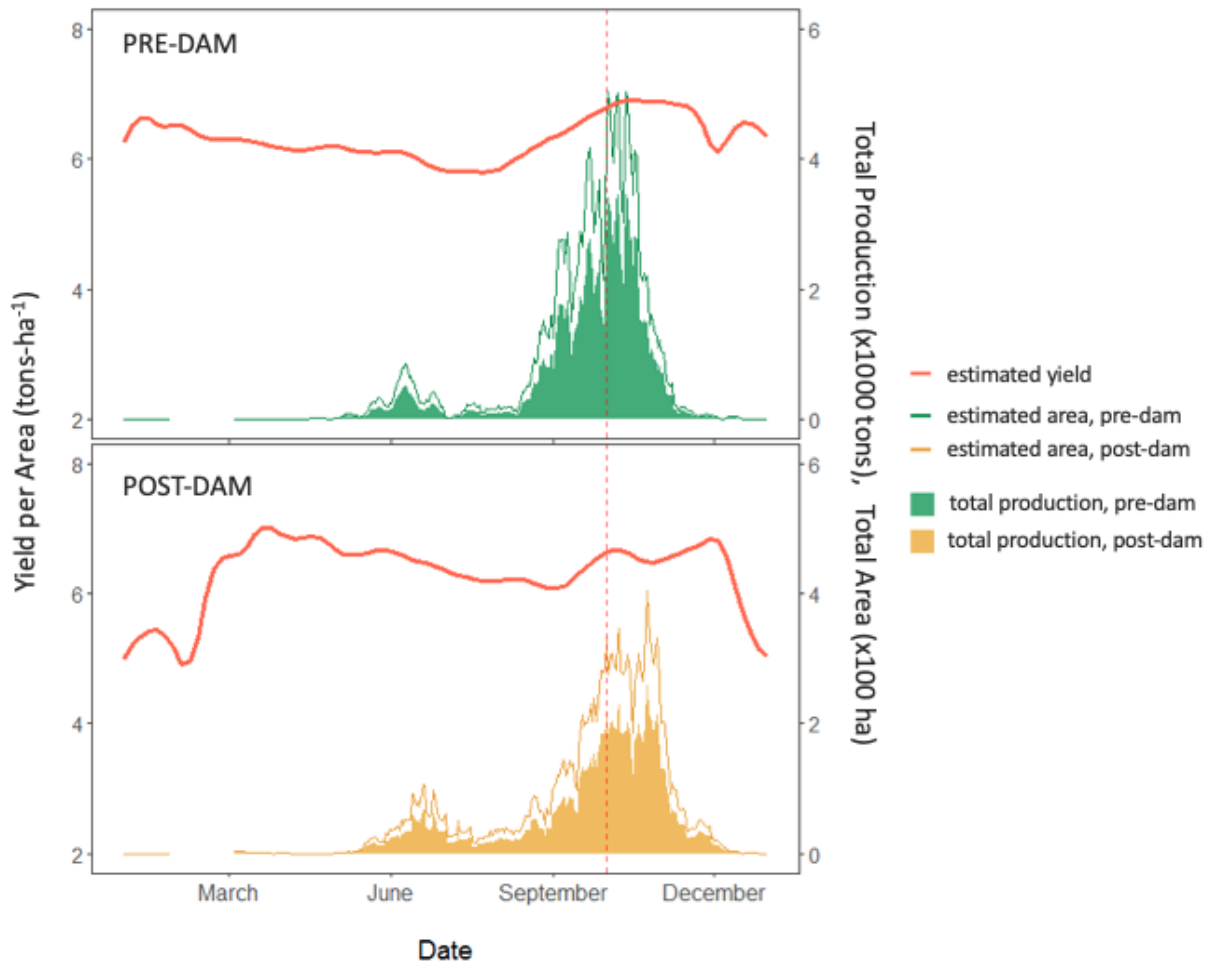 PRE-DAM
8
6
4
2
6
4
2
0
POST-DAM
8
6
4
2
6
4
2
0
Yield per Area (tons-ha⁻¹)
Total Production (x1000 tons), Total Area (x100 ha)
estimated yield
estimated area, pre-dam
estimated area, post-dam
total production, pre-dam
total production, post-dam
March June September December
Date